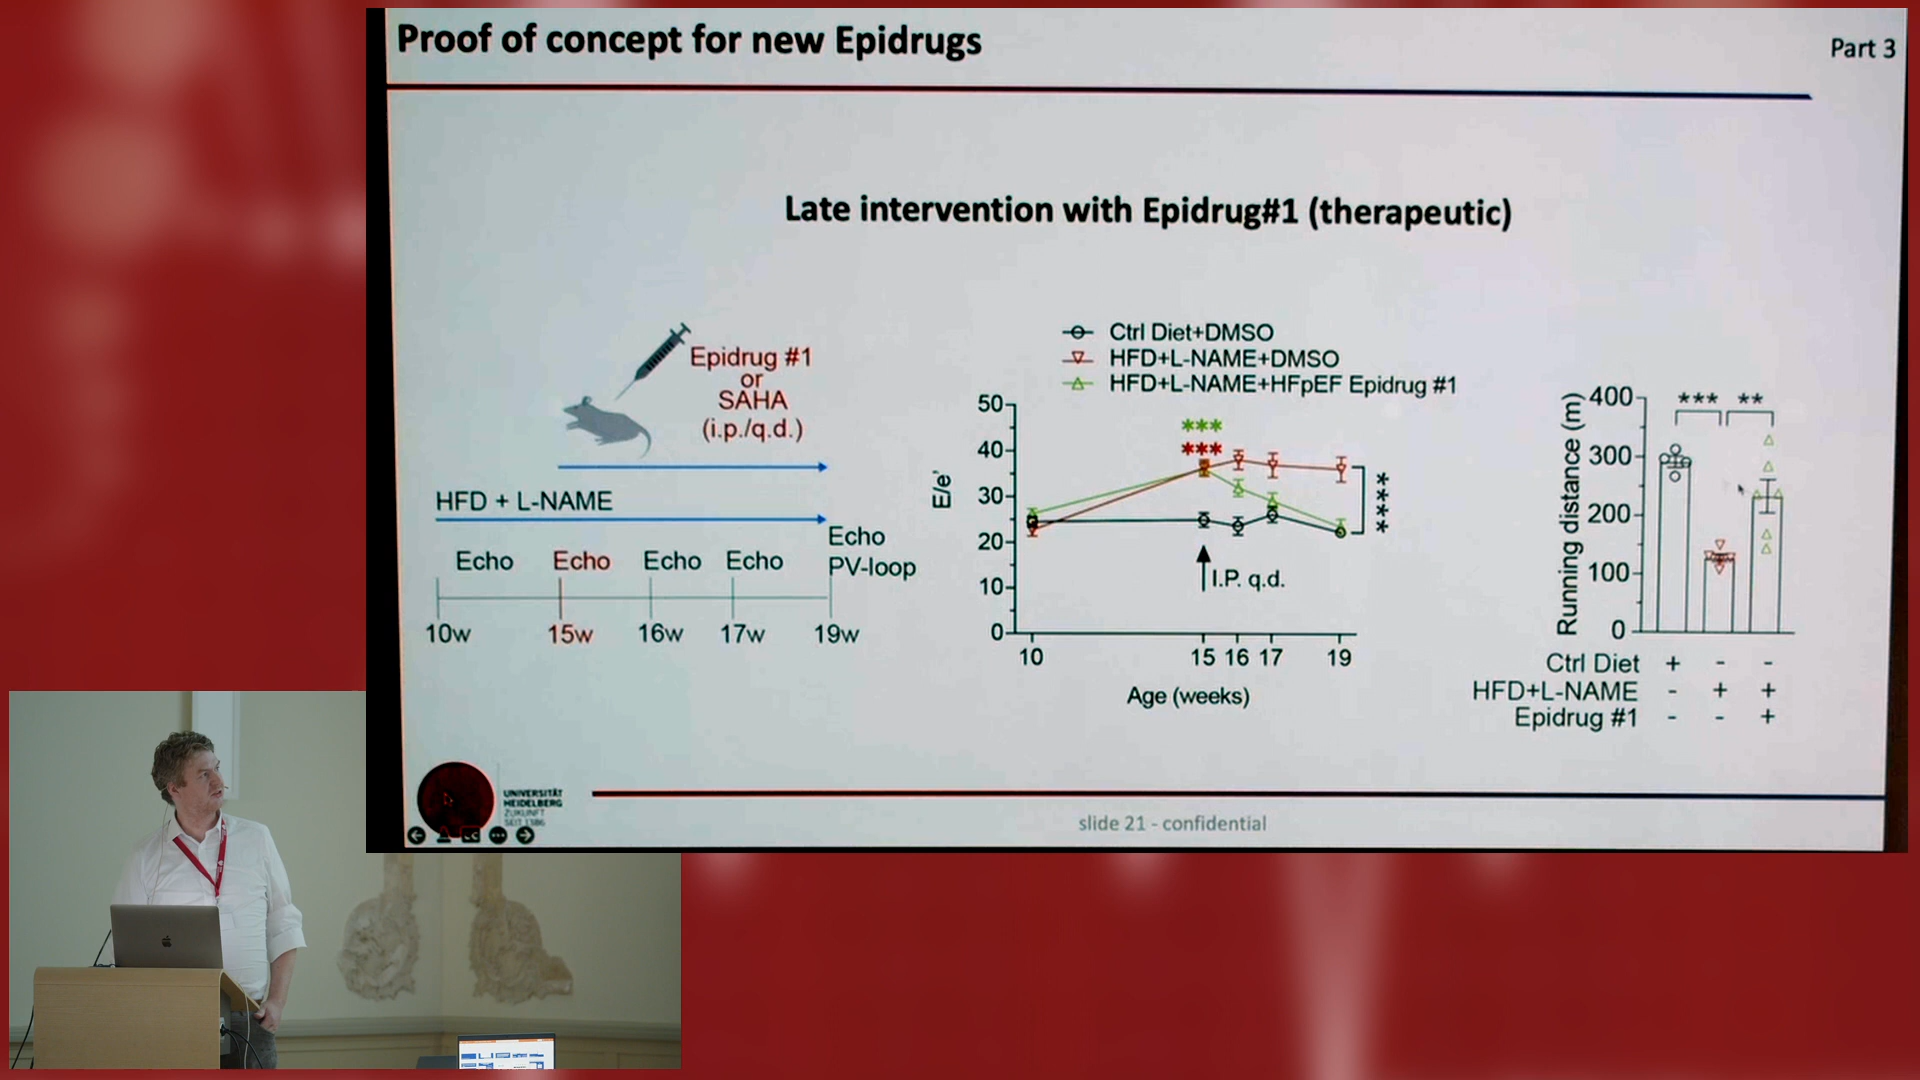 Proof of concept for new Epidrugs
Part 3
Late intervention with Epidrug#1 (therapeutic)
Epidrug #1
or
SAHA
(i.p./q.d.)
HFD + L-NAME
Echo
Echo
Echo
Echo
Echo
PV-loop
10w
15w
16w
17w
19w
Ctrl Diet+DMSO
HFD+L-NAME+DMSO
HFD+L-NAME+HFpEF Epidrug #1
E/e'
50
40
30
20
10
0
***
***
****
I.P. q.d.
10
15
16
17
19
Age (weeks)
Running distance (m)
400
300
200
100
0
***
**
Ctrl Diet + - -
HFD+L-NAME - + +
Epidrug #1 - - +
UNIVERSITÄT
HEIDELBERG
ZUKUNFT
SEIT 1386
slide 21 - confidential